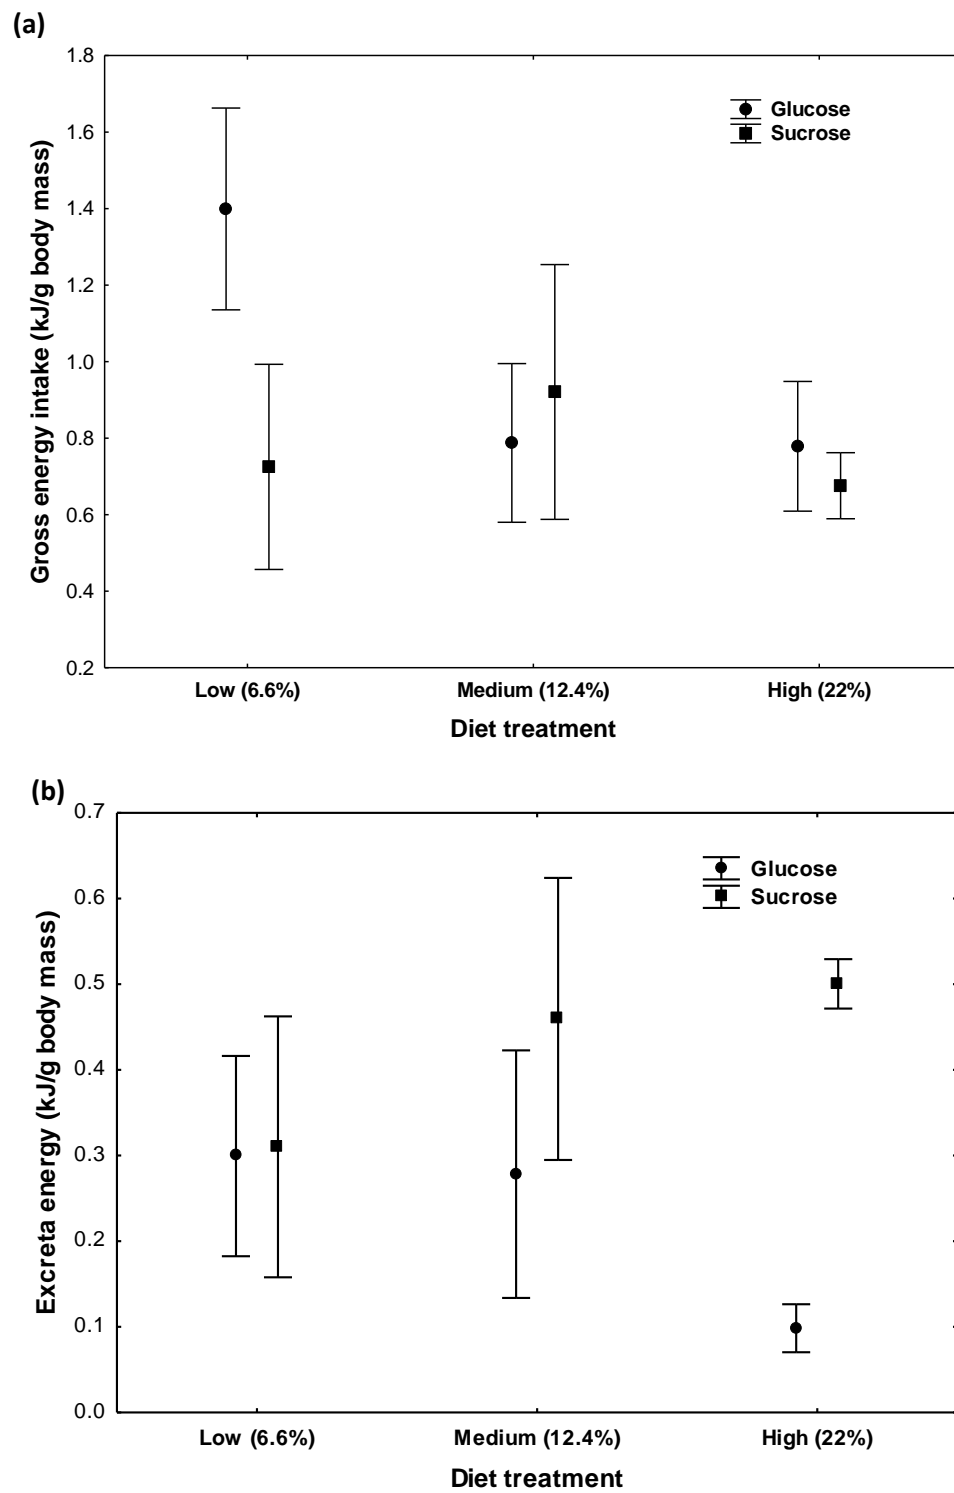 (a)
1.8
1.6
1.4
1.2
1.0
0.8
0.6
0.4
0.2
Gross energy intake (kJ/g body mass)
Glucose
Sucrose
Low (6.6%) Medium (12.4%) High (22%)
Diet treatment
(b)
0.7
0.6
0.5
0.4
0.3
0.2
0.1
0.0
Excreta energy (kJ/g body mass)
Glucose
Sucrose
Low (6.6%) Medium (12.4%) High (22%)
Diet treatment